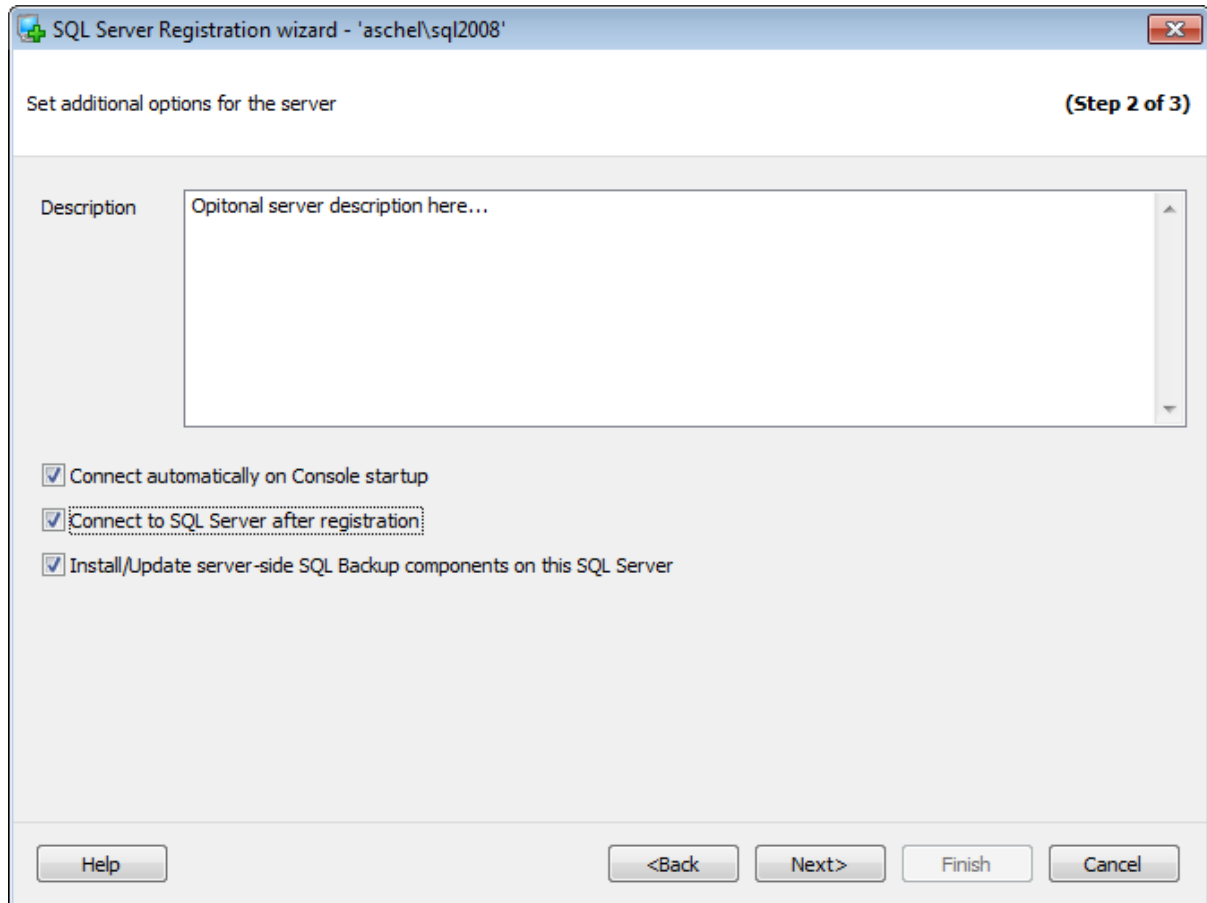 SQL Server Registration wizard - 'aschel\sql2008'
Set additional options for the server
(Step 2 of 3)
Description
Opitonal server description here...
Connect automatically on Console startup
Connect to SQL Server after registration
Install/Update server-side SQL Backup components on this SQL Server
Help
<Back
Next>
Finish
Cancel